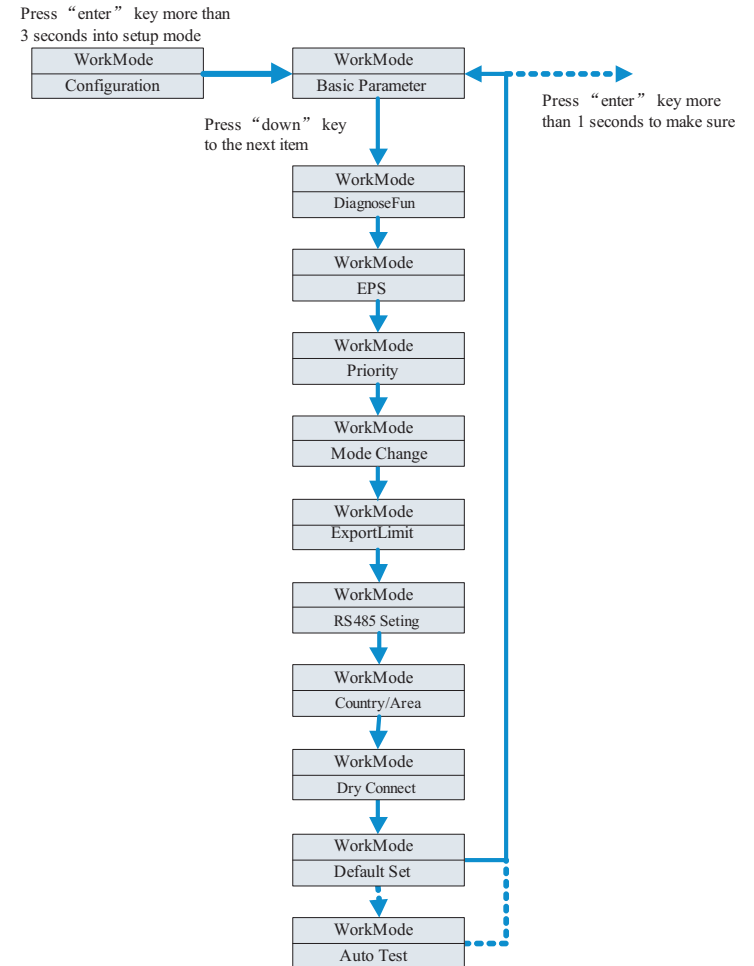 Press “enter” key more than
3 seconds into setup mode
WorkMode
Configuration
WorkMode
Basic Parameter
Press “enter” key more
than 1 seconds to make sure
Press “down” key
to the next item
WorkMode
DiagnoseFun
WorkMode
EPS
WorkMode
Priority
WorkMode
Mode Change
WorkMode
ExportLimit
WorkMode
RS485 Seting
WorkMode
Country/Area
WorkMode
Dry Connect
WorkMode
Default Set
WorkMode
Auto Test